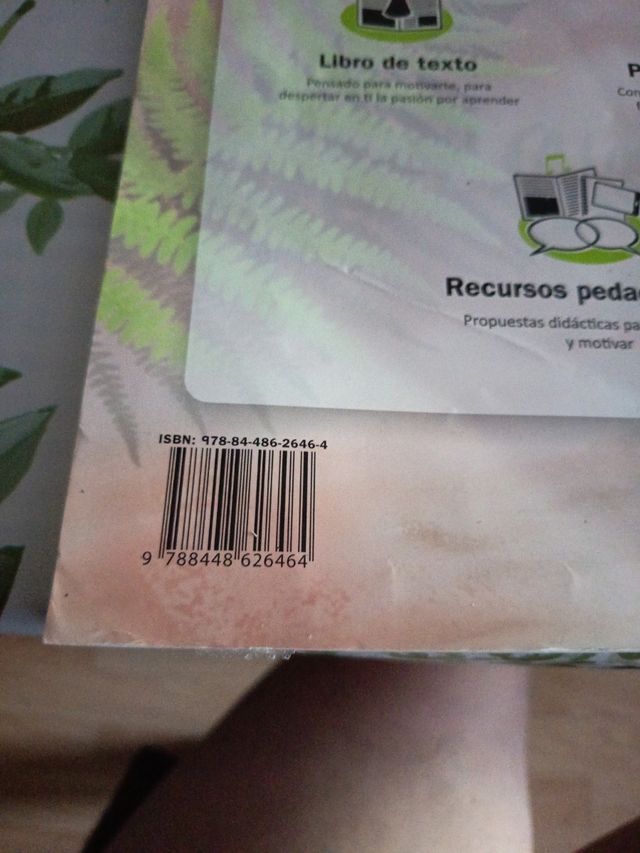 Libro de texto
Pensado para motivarte, para
despertar en ti la pasión por aprender
P
Con
Recursos peda
Propuestas didácticas pa
y motivar
ISBN: 978-84-486-2646-4
9 788448 626464